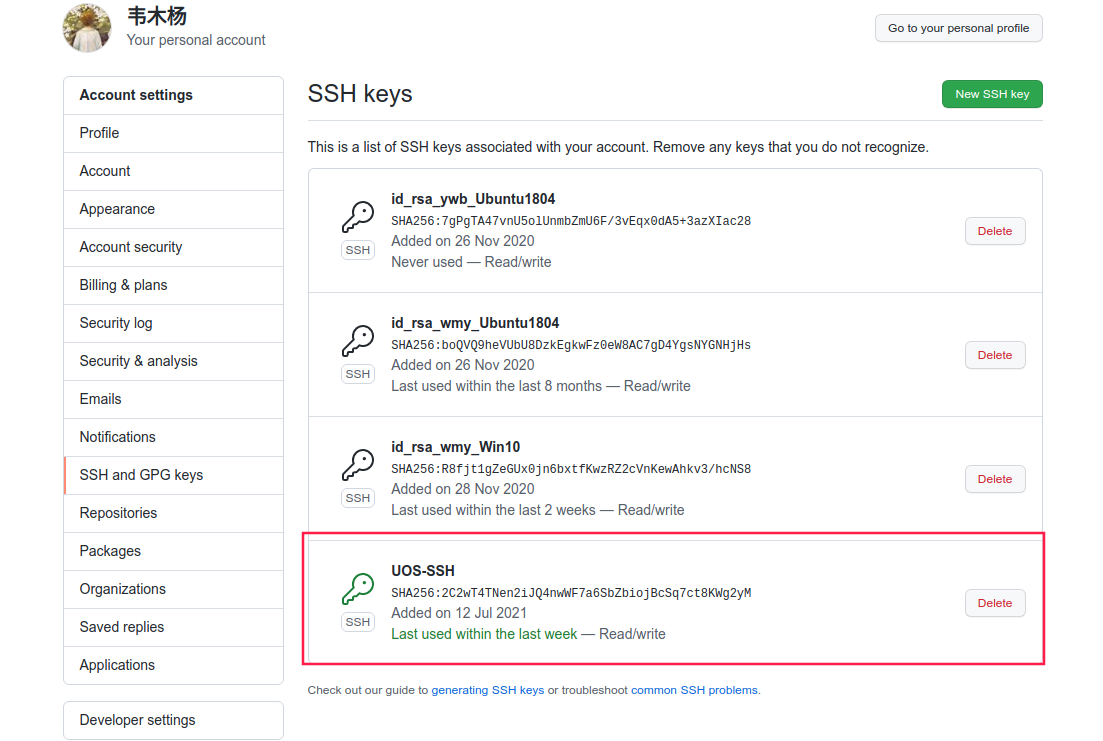 韦木杨
Your personal account
Go to your personal profile
Account settings
Profile
Account
Appearance
Account security
Billing & plans
Security log
Security & analysis
Emails
Notifications
SSH and GPG keys
Repositories
Packages
Organizations
Saved replies
Applications
Developer settings
SSH keys
New SSH key
This is a list of SSH keys associated with your account. Remove any keys that you do not recognize.
id_rsa_ywb_Ubuntu1804
SHA256:7gPgTA47vnU5olUnmbZmU6F/3vEqx0dA5+3azXIac28
Added on 26 Nov 2020
Never used — Read/write
SSH
Delete
id_rsa_wmy_Ubuntu1804
SHA256:boQVQ9heVUbU8DzkEgkwFz0eW8AC7gD4YgsNYGNHjHs
Added on 26 Nov 2020
Last used within the last 8 months — Read/write
SSH
Delete
id_rsa_wmy_Win10
SHA256:R8fjt1gZeGUx0jn6bxtfKwzRZ2cVnKewAhkv3/hcNS8
Added on 28 Nov 2020
Last used within the last 2 weeks — Read/write
SSH
Delete
UOS-SSH
SHA256:2C2wT4TNen2iJQ4nwWF7a6SbZbiojBcSq7ct8KWg2yM
Added on 12 Jul 2021
Last used within the last week — Read/write
SSH
Delete
Check out our guide to generating SSH keys or troubleshoot common SSH problems.